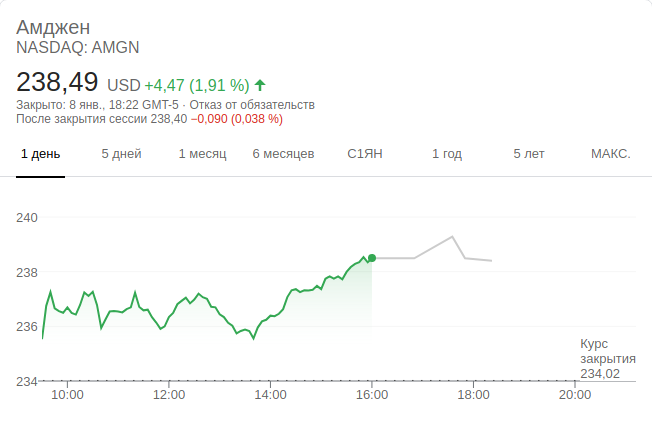 Амджен
NASDAQ: AMGN
238,49 USD +4,47 (1,91 %)
Закрыто: 8 янв., 18:22 GMT-5 · Отказ от обязательств
После закрытия сессии 238,40 −0,090 (0,038 %)
1 день 5 дней 1 месяц 6 месяцев С1ЯН 1 год 5 лет МАКС.
240
238
236
Курс
закрытия
234,02
234
10:00 12:00 14:00 16:00 18:00 20:00